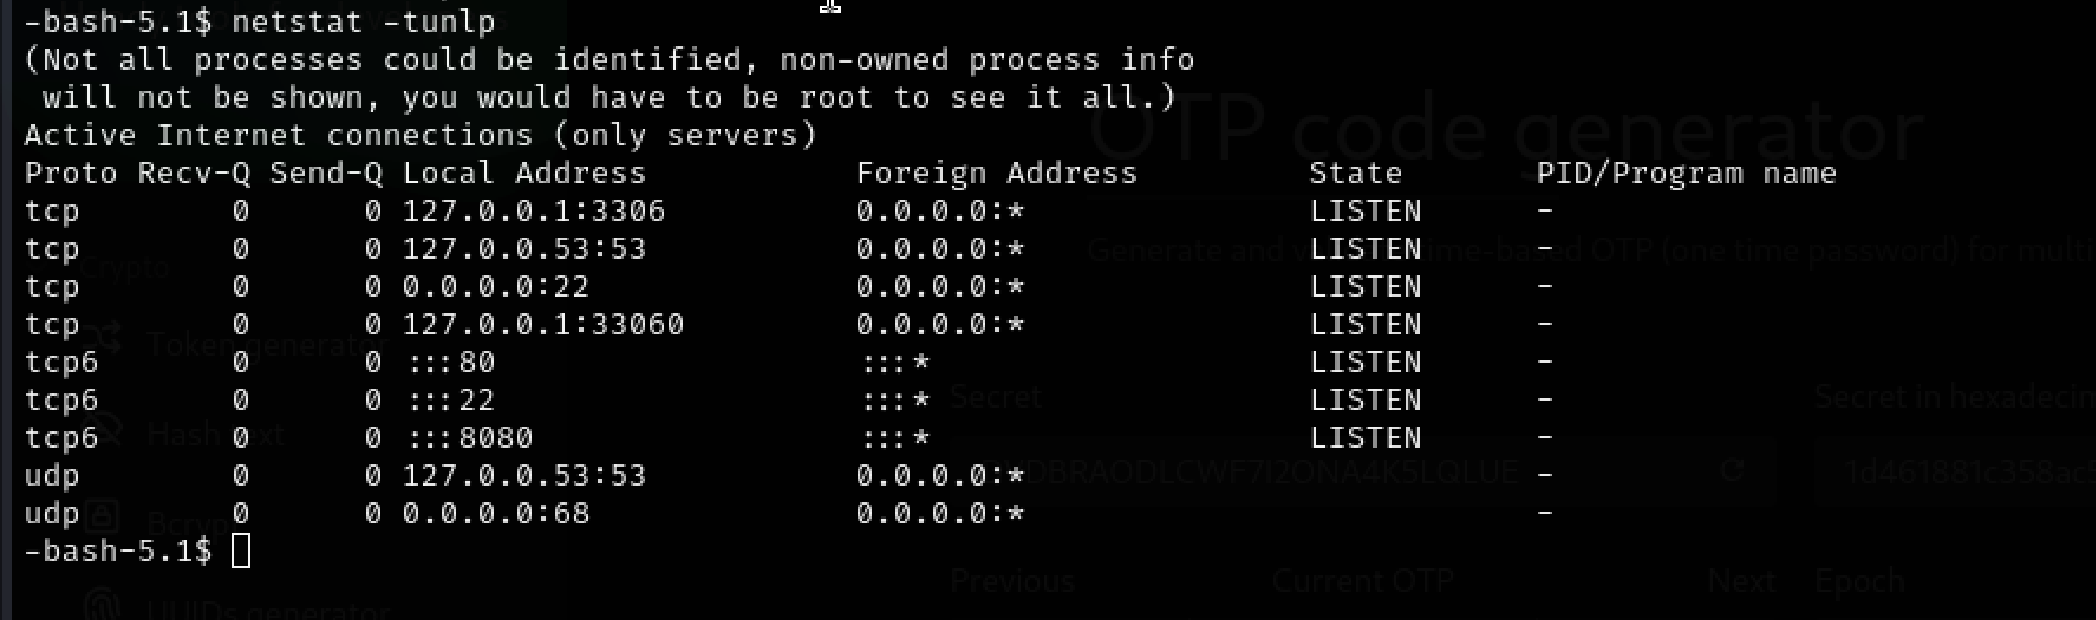 -bash-5.1$ netstat -tunlp
(Not all processes could be identified, non-owned process info
 will not be shown, you would have to be root to see it all.)
Active Internet connections (only servers)
Proto Recv-Q Send-Q Local Address           Foreign Address         State       PID/Program name
tcp        0      0 127.0.0.1:3306          0.0.0.0:*               LISTEN      -
tcp        0      0 127.0.0.53:53           0.0.0.0:*               LISTEN      -
tcp        0      0 0.0.0.0:22              0.0.0.0:*               LISTEN      -
tcp        0      0 127.0.0.1:33060         0.0.0.0:*               LISTEN      -
tcp6       0      0 :::80                   :::*                    LISTEN      -
tcp6       0      0 :::22                   :::*                    LISTEN      -
tcp6       0      0 :::8080                 :::*                    LISTEN      -
udp        0      0 127.0.0.53:53           0.0.0.0:*                           -
udp        0      0 0.0.0.0:68              0.0.0.0:*                           -
-bash-5.1$
OTP code generator
Generate and time-based OTP (one time password) for
Crypto
Token generator
Hash text
UUIDs generator
Secret
Secret in
Previous
Current OTP
Next
Epoch